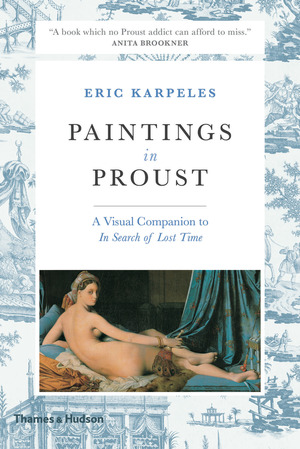 “A book which no Proust addict can afford to miss.”
ANITA BROOKNER
ERIC KARPELES
PAINTINGS
in
PROUST
A Visual Companion to
In Search of Lost Time
Thames & Hudson